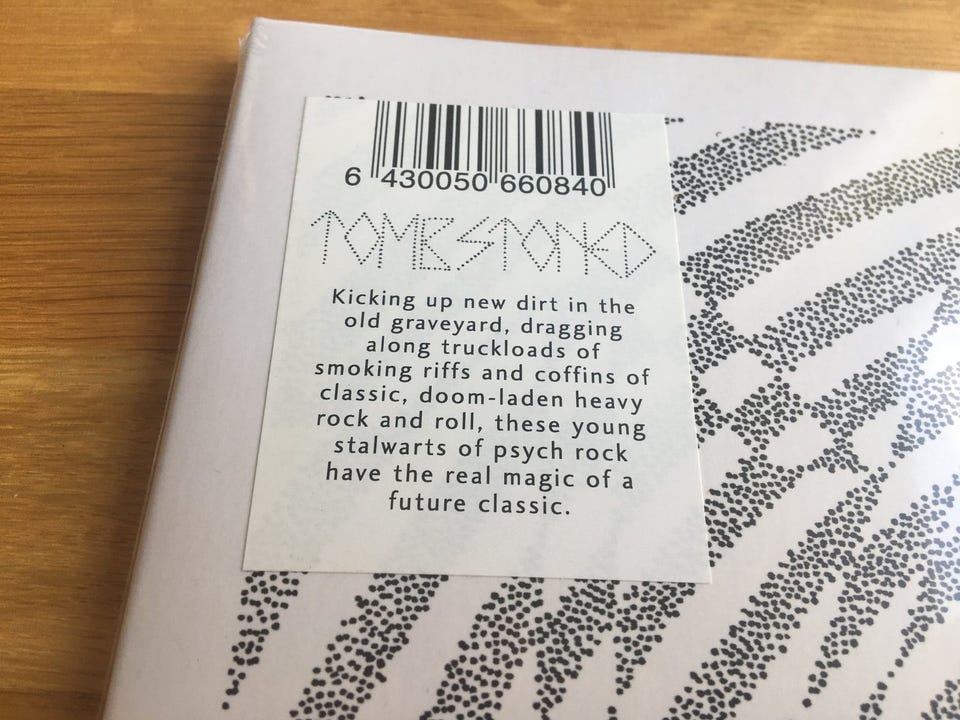 6 430050 660840
TOMBSTONED
Kicking up new dirt in the
old graveyard, dragging
along truckloads of
smoking riffs and coffins of
classic, doom-laden heavy
rock and roll, these young
stalwarts of psych rock
have the real magic of a
future classic.